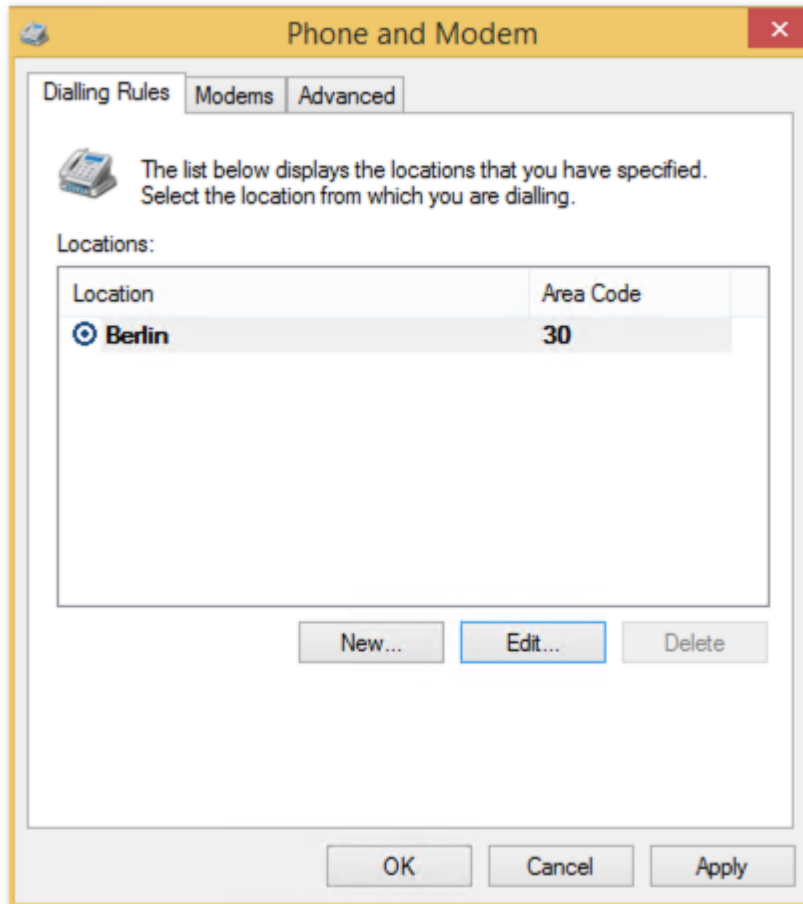 Phone and Modem
Dialling Rules Modems Advanced
The list below displays the locations that you have specified.
Select the location from which you are dialling.
Locations:
Location Area Code
Berlin 30
New... Edit... Delete
OK Cancel Apply